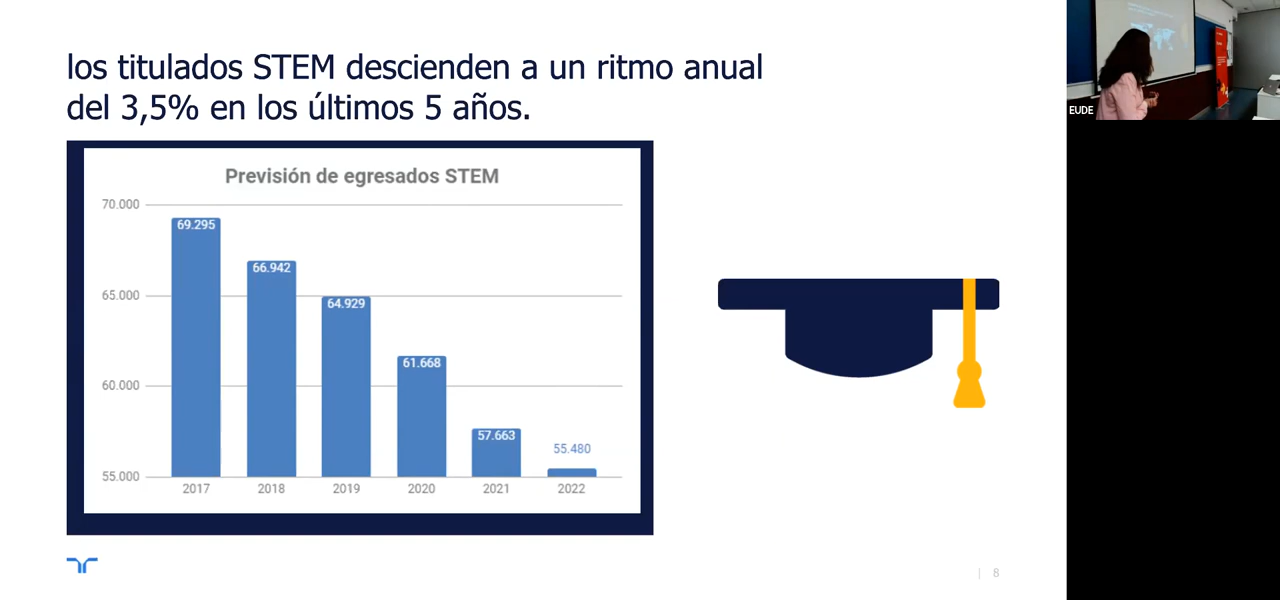 los titulados STEM descienden a un ritmo anual
del 3,5% en los últimos 5 años.
Previsión de egresados STEM
70.000
65.000
60.000
55.000
69.295
66.942
64.929
61.668
57.663
55.480
2017 2018 2019 2020 2021 2022
| 8
EUDE